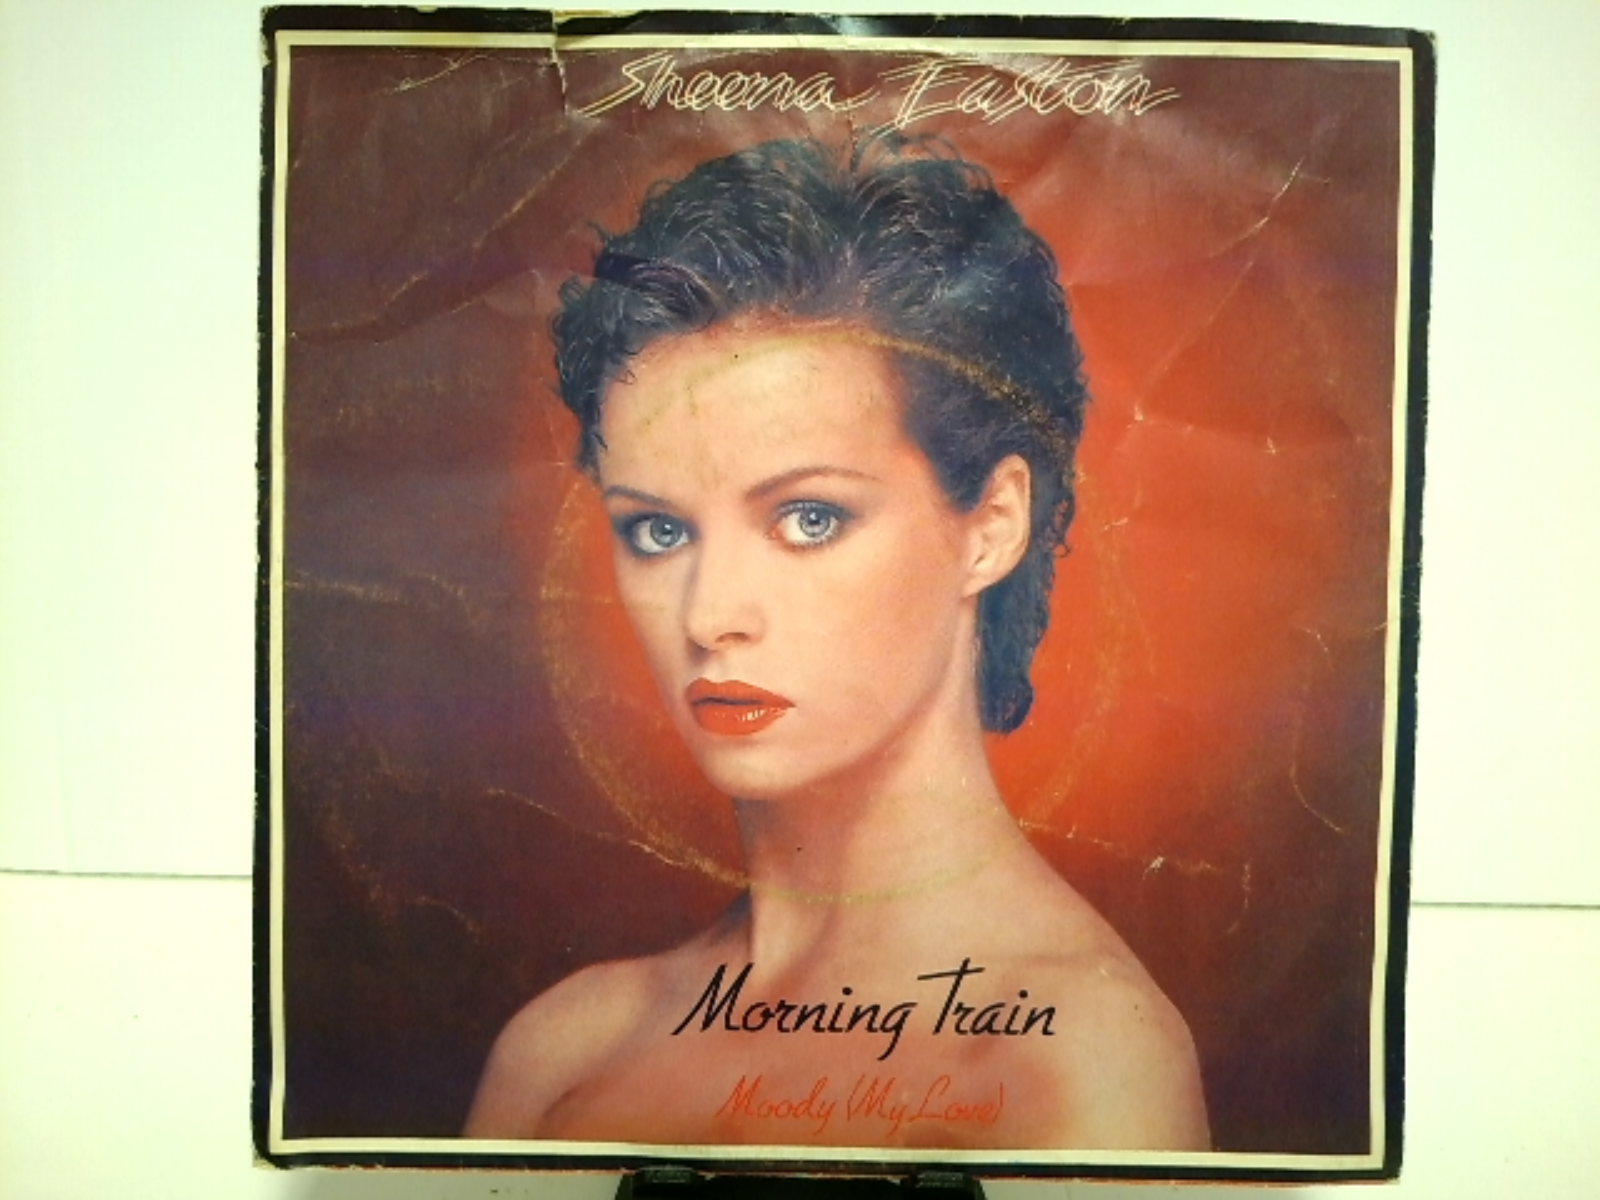 Sheena Easton
Morning Train
Moody (My Love)